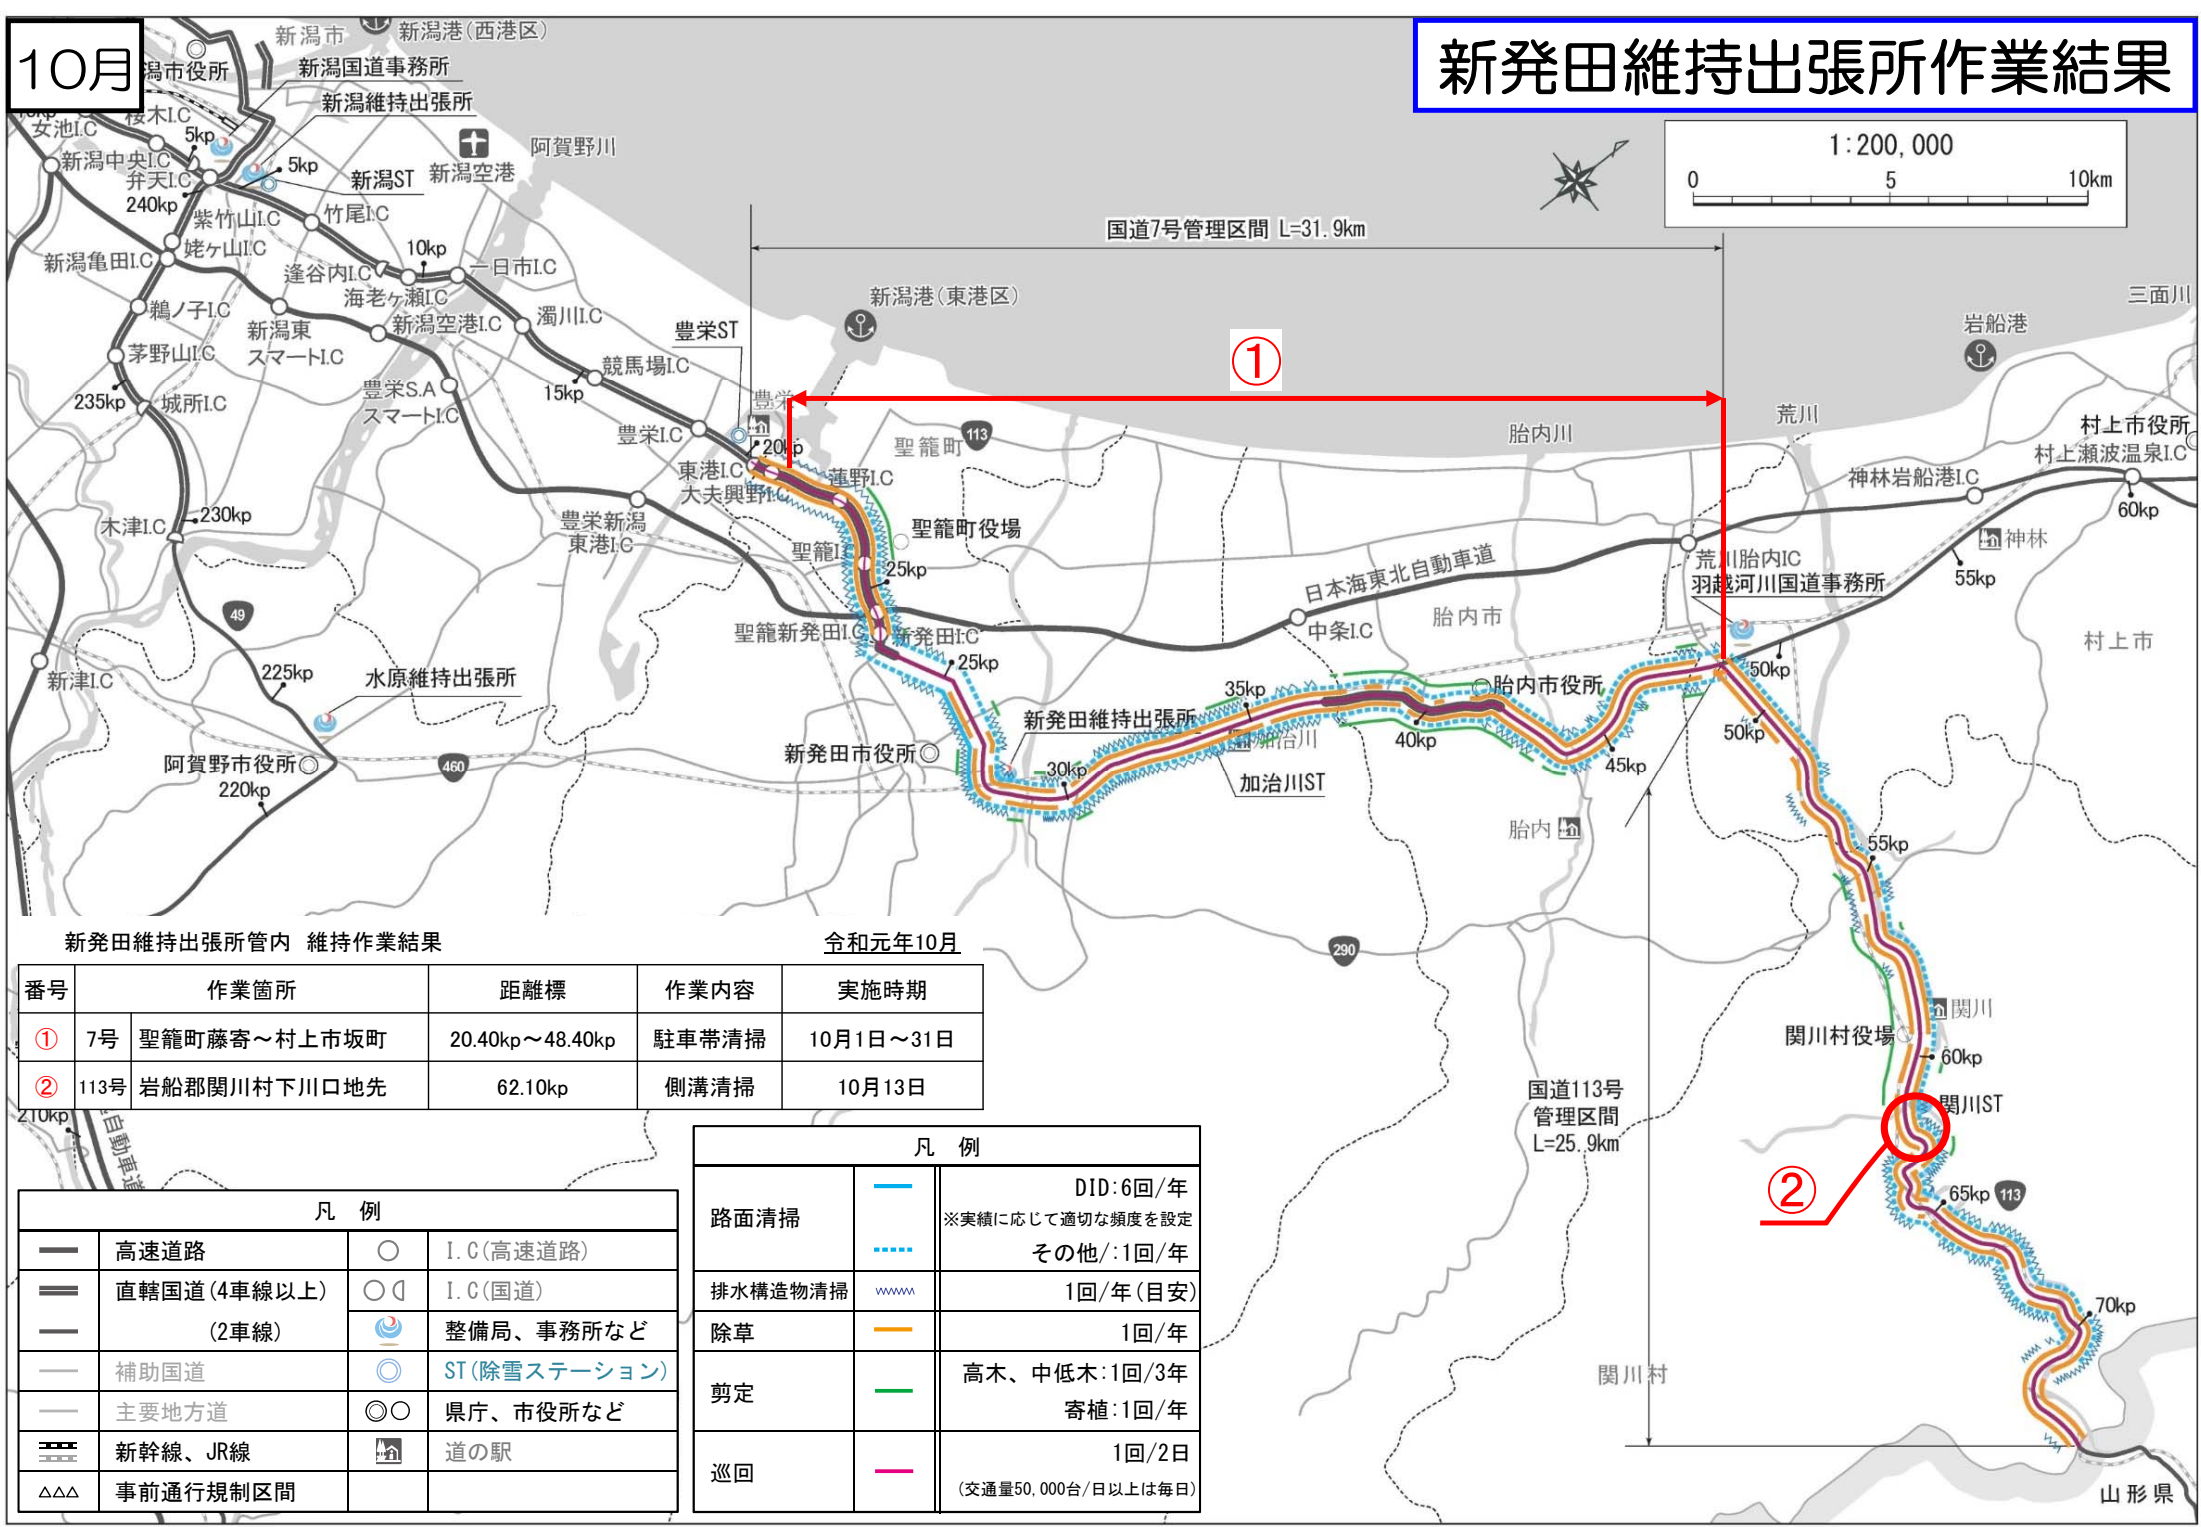 10月
新発田維持出張所作業結果
新潟市
新潟港(西港区)
潟市役所
新潟国道事務所
新潟維持出張所
桜木I.C
女池I.C
5kp
新潟中央I.C
弁天I.C
5kp
新潟ST
新潟空港
阿賀野川
240kp
紫竹山I.C
竹尾I.C
姥ヶ山I.C
新潟亀田I.C
10kp
逢谷内I.C
一日市I.C
海老ヶ瀬I.C
鵜ノ子I.C
新潟東
スマートI.C
新潟空港I.C
濁川I.C
茅野山I.C
235kp
城所I.C
豊栄S.A
スマートI.C
15kp
競馬場I.C
豊栄ST
新潟港(東港区)
国道7号管理区間 L=31.9km
1:200,000
0
5
10km
三面川
岩船港
①
豊栄
豊栄I.C
20kp
東港I.C
大夫興野I.C
蓮野I.C
聖籠町
113
胎内川
荒川
村上市役所
村上瀬波温泉I.C
神林岩船港I.C
60kp
木津I.C
230kp
豊栄新潟
東港I.C
聖籠町役場
25kp
日本海東北自動車道
荒川胎内IC
羽越河川国道事務所
神林
55kp
49
聖籠新発田I.C
新発田I.C
中条I.C
胎内市
村上市
新津I.C
225kp
水原維持出張所
25kp
35kp
胎内市役所
50kp
新発田維持出張所
加治川
40kp
50kp
阿賀野市役所
220kp
460
新発田市役所
30kp
加治川ST
45kp
胎内
55kp
290
新発田維持出張所管内 維持作業結果
令和元年10月
番号 作業箇所 距離標 作業内容 実施時期
① 7号 聖籠町藤寄～村上市坂町 20.40kp～48.40kp 駐車帯清掃 10月1日～31日
② 113号 岩船郡関川村下川口地先 62.10kp 側溝清掃 10月13日
210kp
自動車道
関川
関川村役場
60kp
国道113号
管理区間
L=25.9km
関川ST
②
65kp
113
70kp
関川村
山形県
凡 例
高速道路 I.C(高速道路)
直轄国道(4車線以上) I.C(国道)
(2車線) 整備局、事務所など
補助国道 ST(除雪ステーション)
主要地方道 県庁、市役所など
新幹線、JR線 道の駅
事前通行規制区間
凡 例
路面清掃 DID:6回/年
※実績に応じて適切な頻度を設定
その他/:1回/年
排水構造物清掃 1回/年(目安)
除草 1回/年
剪定 高木、中低木:1回/3年
寄植:1回/年
巡回 1回/2日
(交通量50,000台/日以上は毎日)